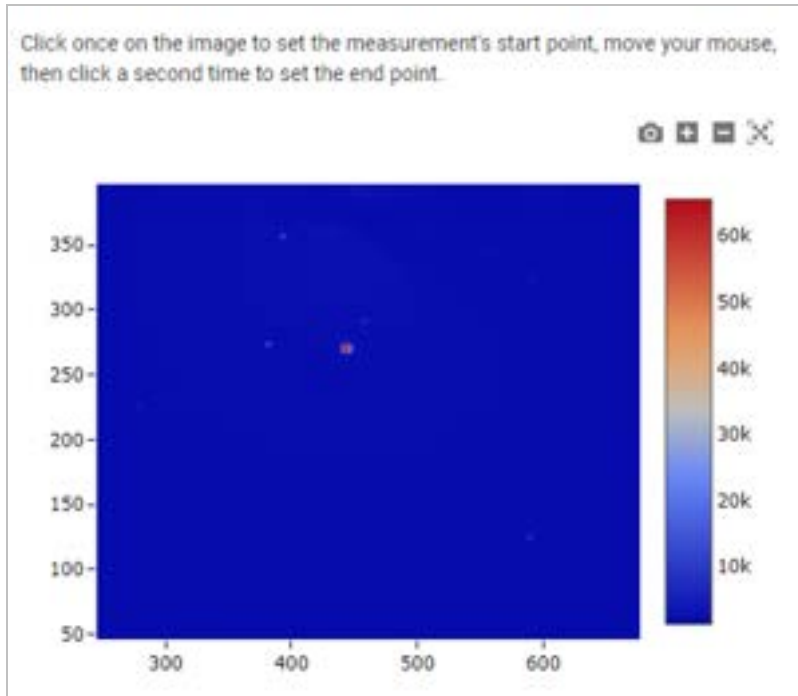 Click once on the image to set the measurement's start point, move your mouse,
then click a second time to set the end point.
350
300
250
200
150
100
50
300 400 500 600
60k
50k
40k
30k
20k
10k